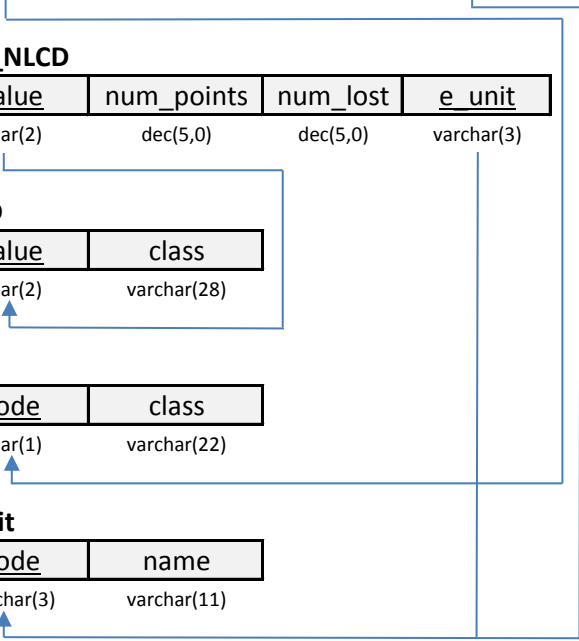 _NLCD
alue num_points num_lost e_unit
ar(2) dec(5,0) dec(5,0) varchar(3)
alue class
ar(2) varchar(28)
ode class
ar(1) varchar(22)
it
ode name
char(3) varchar(11)